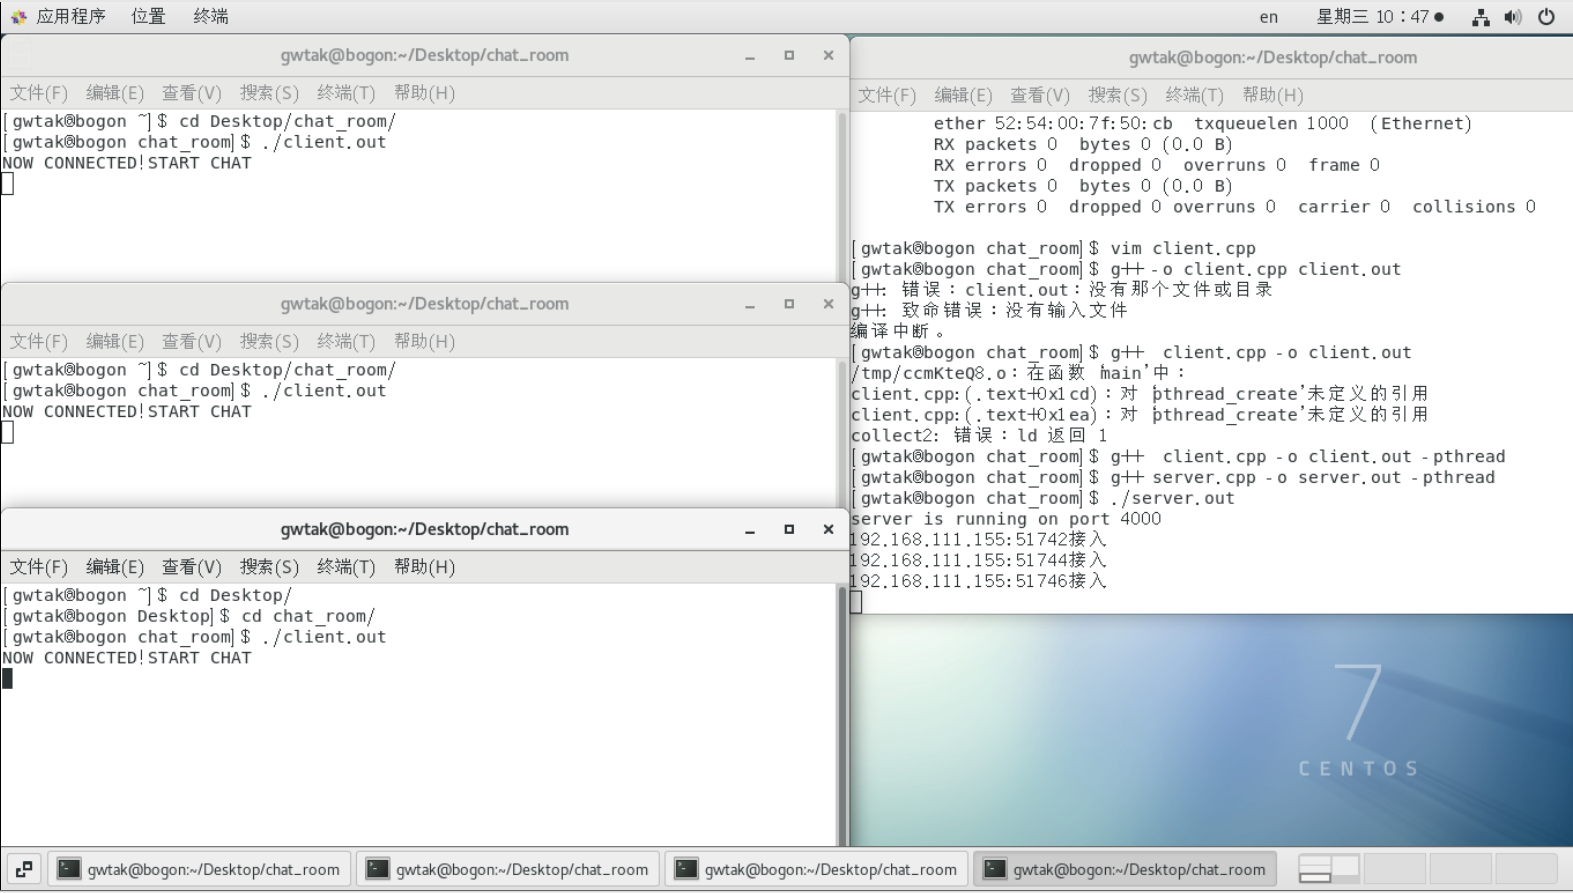 应用程序 位置 终端 en 星期三 10：47
gwtak@bogon:~/Desktop/chat_room
文件(F) 编辑(E) 查看(V) 搜索(S) 终端(T) 帮助(H)
[gwtak@bogon ~]$ cd Desktop/chat_room/
[gwtak@bogon chat_room]$ ./client.out
NOW CONNECTED!START CHAT
gwtak@bogon:~/Desktop/chat_room
文件(F) 编辑(E) 查看(V) 搜索(S) 终端(T) 帮助(H)
[gwtak@bogon ~]$ cd Desktop/chat_room/
[gwtak@bogon chat_room]$ ./client.out
NOW CONNECTED!START CHAT
gwtak@bogon:~/Desktop/chat_room
文件(F) 编辑(E) 查看(V) 搜索(S) 终端(T) 帮助(H)
[gwtak@bogon ~]$ cd Desktop/
[gwtak@bogon Desktop]$ cd chat_room/
[gwtak@bogon chat_room]$ ./client.out
NOW CONNECTED!START CHAT
gwtak@bogon:~/Desktop/chat_room
文件(F) 编辑(E) 查看(V) 搜索(S) 终端(T) 帮助(H)
ether 52:54:00:7f:50:cb txqueuelen 1000 (Ethernet)
RX packets 0 bytes 0 (0.0 B)
RX errors 0 dropped 0 overruns 0 frame 0
TX packets 0 bytes 0 (0.0 B)
TX errors 0 dropped 0 overruns 0 carrier 0 collisions 0
[gwtak@bogon chat_room]$ vim client.cpp
[gwtak@bogon chat_room]$ g++ -o client.cpp client.out
g++: 错误：client.out：没有那个文件或目录
g++: 致命错误：没有输入文件
编译中断。
[gwtak@bogon chat_room]$ g++ client.cpp -o client.out
/tmp/ccmKteQ8.o：在函数‘main’中：
client.cpp:(.text+0x1cd)：对‘pthread_create’未定义的引用
client.cpp:(.text+0x1ea)：对‘pthread_create’未定义的引用
collect2: 错误：ld 返回 1
[gwtak@bogon chat_room]$ g++ client.cpp -o client.out -pthread
[gwtak@bogon chat_room]$ g++ server.cpp -o server.out -pthread
[gwtak@bogon chat_room]$ ./server.out
server is running on port 4000
192.168.111.155:51742接入
192.168.111.155:51744接入
192.168.111.155:51746接入
7
CENTOS
gwtak@bogon:~/Desktop/chat_room gwtak@bogon:~/Desktop/chat_room gwtak@bogon:~/Desktop/chat_room gwtak@bogon:~/Desktop/chat_room